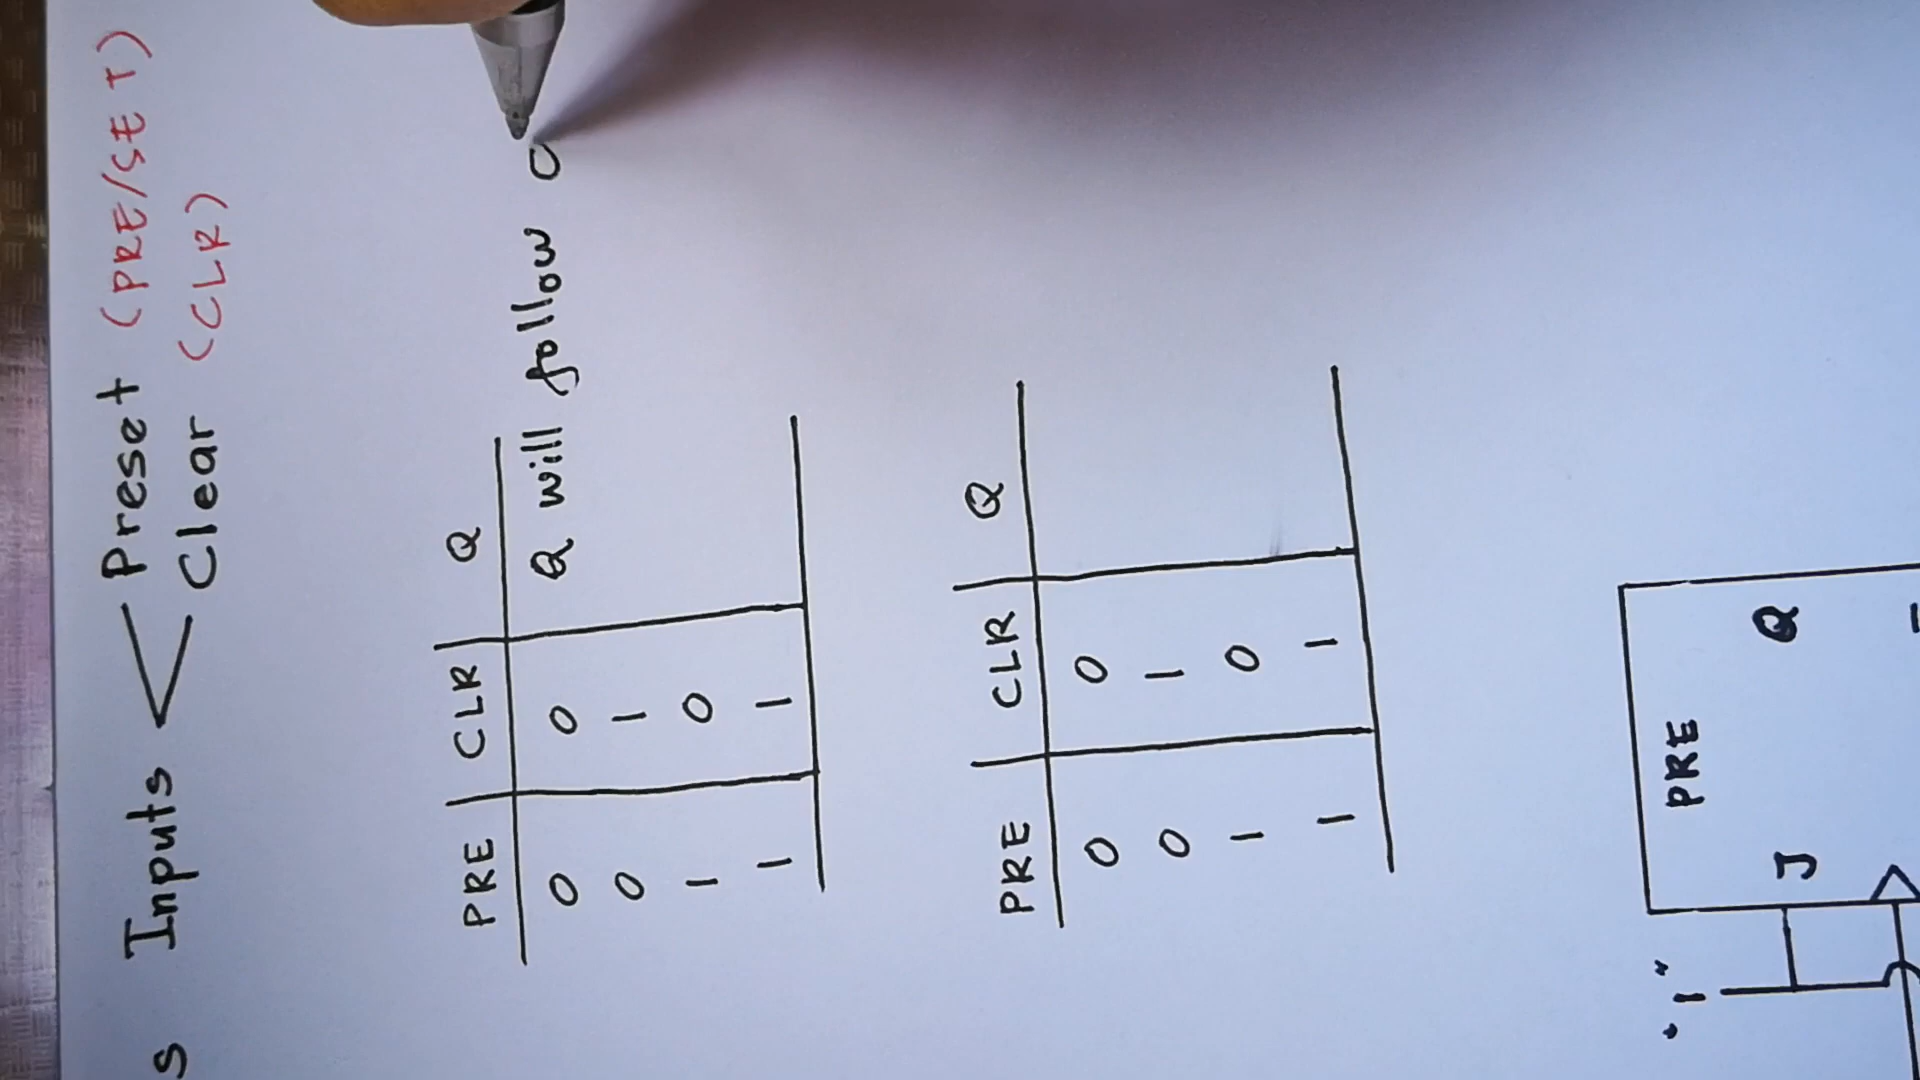 s Inputs < Preset (PRE/SET)
Clear (CLR)
PRE CLR Q
0 0 Q will follow c
0 1
1 0
1 1
PRE CLR Q
0 0
0 1
1 0
1 1
"1"
PRE
J Q